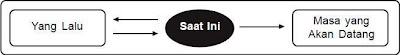 Yang Lalu
Saat Ini
Masa yang
Akan Datang